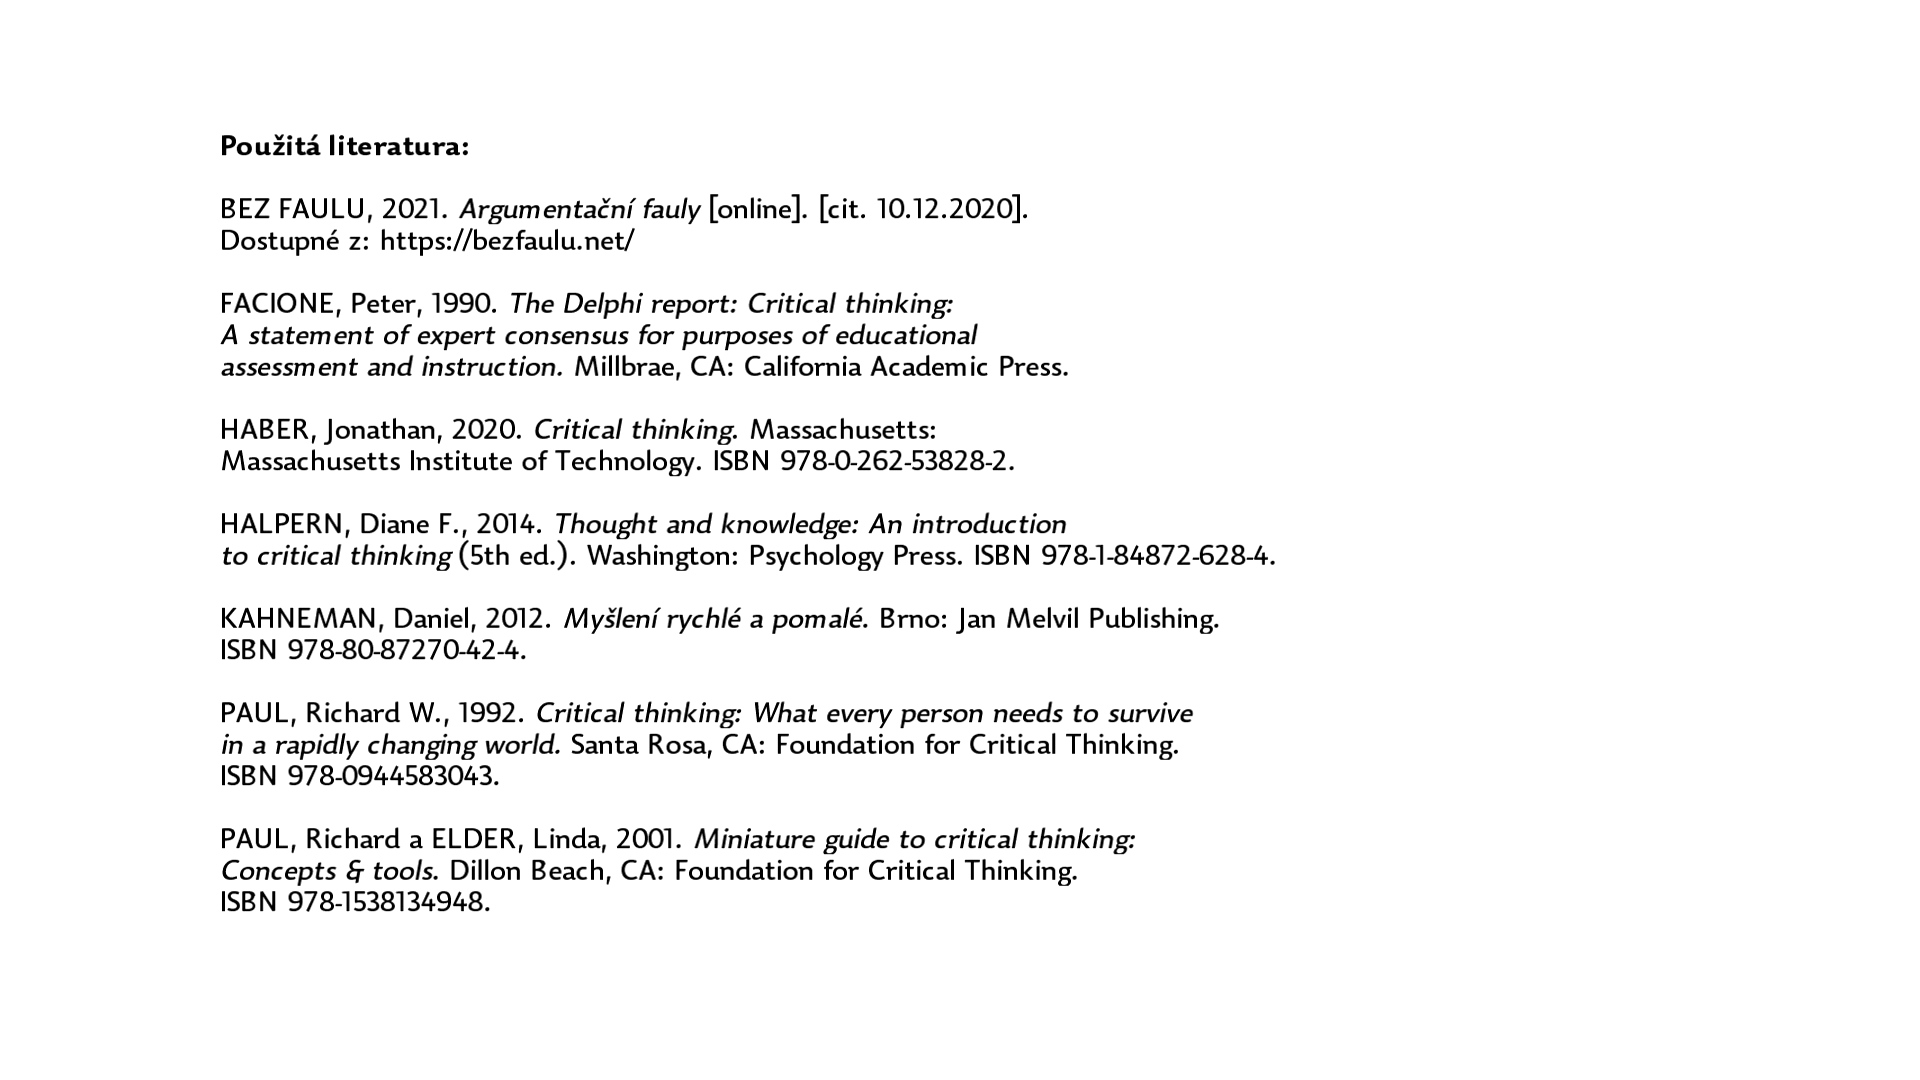 Použitá literatura:
BEZ FAULU, 2021. Argumentační fauly [online]. [cit. 10.12.2020].
Dostupné z: https://bezfaulu.net/
FACIONE, Peter, 1990. The Delphi report: Critical thinking:
A statement of expert consensus for purposes of educational
assessment and instruction. Millbrae, CA: California Academic Press.
HABER, Jonathan, 2020. Critical thinking. Massachusetts:
Massachusetts Institute of Technology. ISBN 978-0-262-53828-2.
HALPERN, Diane F., 2014. Thought and knowledge: An introduction
to critical thinking (5th ed.). Washington: Psychology Press. ISBN 978-1-84872-628-4.
KAHNEMAN, Daniel, 2012. Myšlení rychlé a pomalé. Brno: Jan Melvil Publishing.
ISBN 978-80-87270-42-4.
PAUL, Richard W., 1992. Critical thinking: What every person needs to survive
in a rapidly changing world. Santa Rosa, CA: Foundation for Critical Thinking.
ISBN 978-0944583043.
PAUL, Richard a ELDER, Linda, 2001. Miniature guide to critical thinking:
Concepts & tools. Dillon Beach, CA: Foundation for Critical Thinking.
ISBN 978-1538134948.